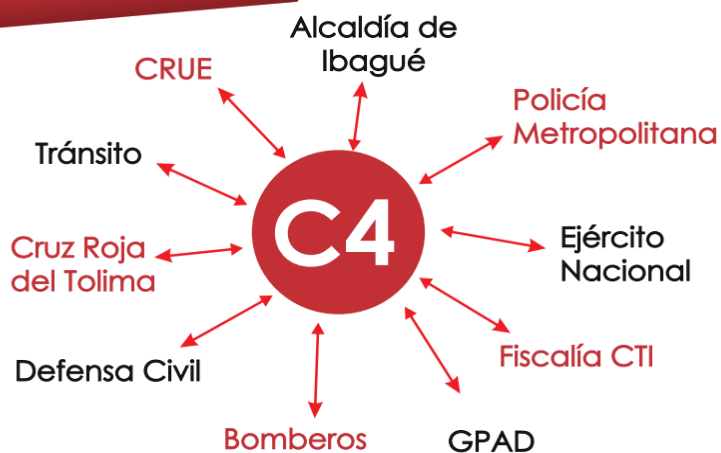 Alcaldía de
Ibagué
CRUE
Policía
Metropolitana
Tránsito
C4
Ejército
Nacional
Cruz Roja
del Tolima
Fiscalía CTI
Defensa Civil
Bomberos
GPAD